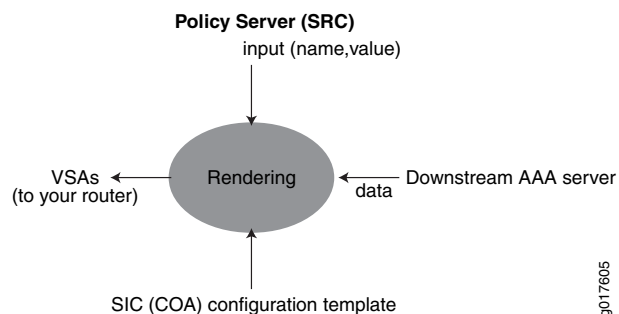 Policy Server (SRC)
input (name,value)
VSAs
(to your router)
Rendering
data
Downstream AAA server
SIC (COA) configuration template
g017605